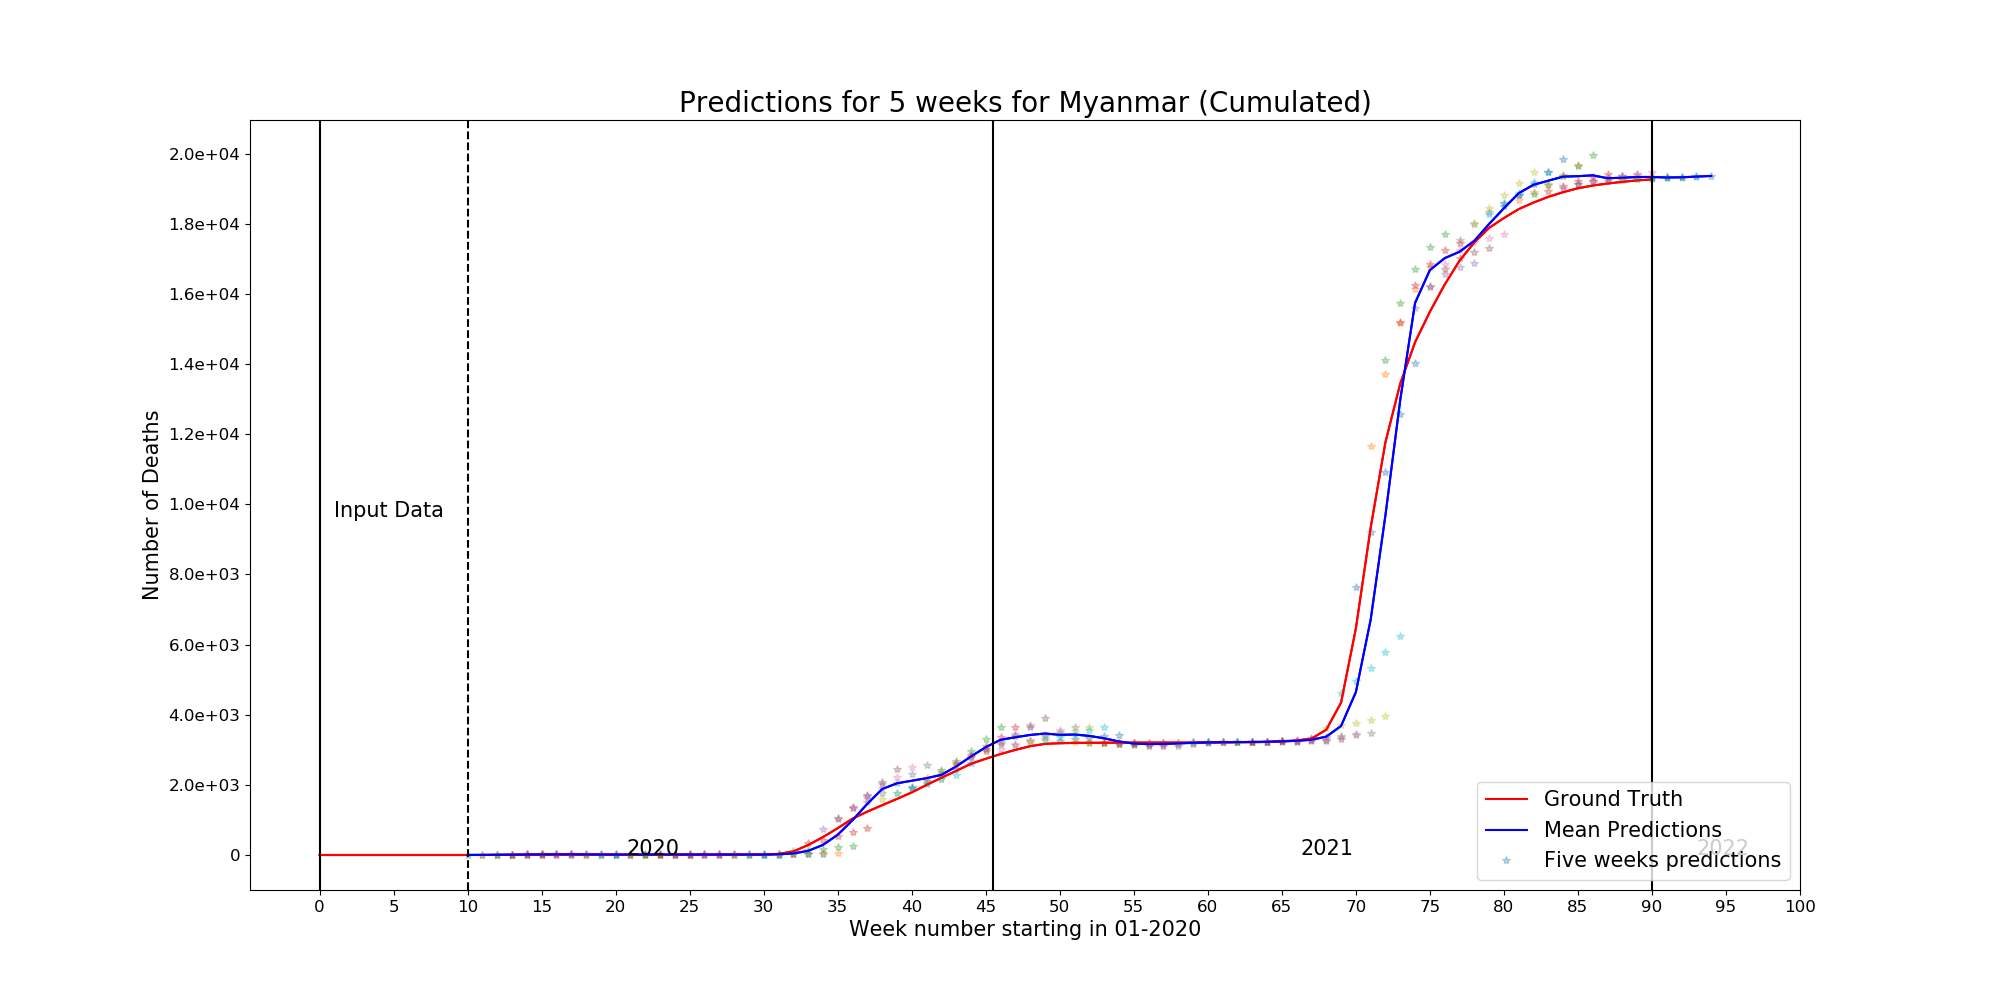 Predictions for 5 weeks for Myanmar (Cumulated)
2.0e+04
1.8e+04
1.6e+04
1.4e+04
1.2e+04
1.0e+04
8.0e+03
6.0e+03
4.0e+03
2.0e+03
0
Number of Deaths
Input Data
2020
2021
2022
Ground Truth
Mean Predictions
Five weeks predictions
0 5 10 15 20 25 30 35 40 45 50 55 60 65 70 75 80 85 90 95 100
Week number starting in 01-2020